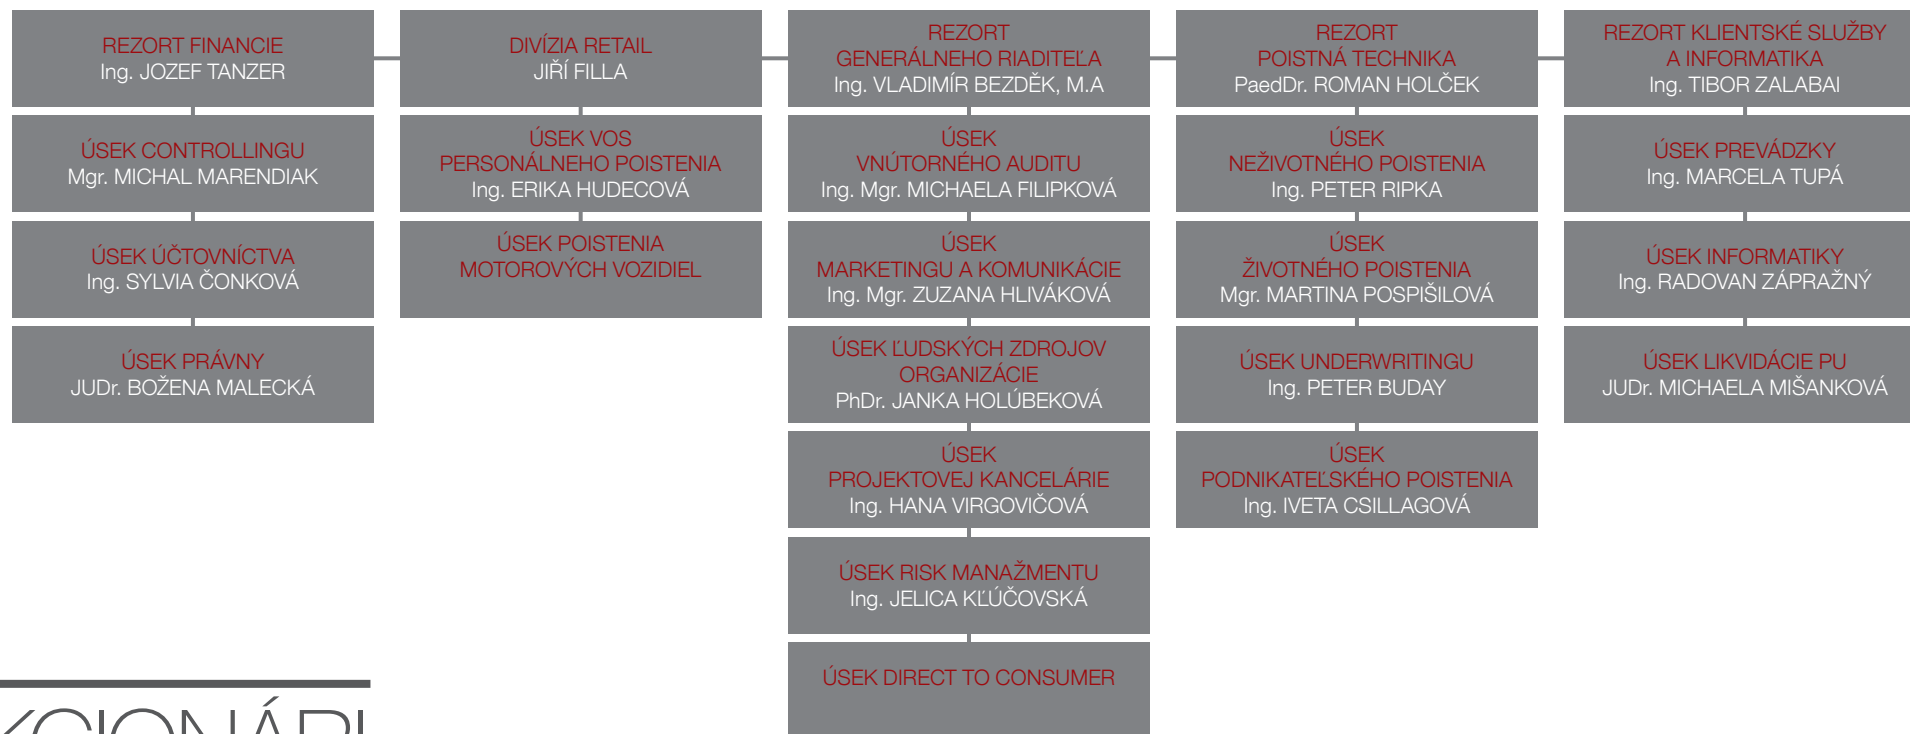 REZORT FINANCIE
Ing. JOZEF TANZER
ÚSEK CONTROLLINGU
Mgr. MICHAL MARENDIAK
ÚSEK ÚČTOVNÍCTVA
Ing. SYLVIA ČONKOVÁ
ÚSEK PRÁVNY
JUDr. BOŽENA MALECKÁ
DIVÍZIA RETAIL
JIŘÍ FILLA
ÚSEK VOS
PERSONÁLNEHO POISTENIA
Ing. ERIKA HUDECOVÁ
ÚSEK POISTENIA
MOTOROVÝCH VOZIDIEL
REZORT
GENERÁLNEHO RIADITEĽA
Ing. VLADIMÍR BEZDĚK, M.A
ÚSEK
VNÚTORNÉHO AUDITU
Ing. Mgr. MICHAELA FILIPKOVÁ
ÚSEK
MARKETINGU A KOMUNIKÁCIE
Ing. Mgr. ZUZANA HLIVÁKOVÁ
ÚSEK ĽUDSKÝCH ZDROJOV
ORGANIZÁCIE
PhDr. JANKA HOLÚBEKOVÁ
ÚSEK
PROJEKTOVEJ KANCELÁRIE
Ing. HANA VIRGOVIČOVÁ
ÚSEK RISK MANAŽMENTU
Ing. JELICA KĽÚČOVSKÁ
ÚSEK DIRECT TO CONSUMER
REZORT
POISTNÁ TECHNIKA
PaedDr. ROMAN HOLČEK
ÚSEK
NEŽIVOTNÉHO POISTENIA
Ing. PETER RIPKA
ÚSEK
ŽIVOTNÉHO POISTENIA
Mgr. MARTINA POSPIŠILOVÁ
ÚSEK UNDERWRITINGU
Ing. PETER BUDAY
ÚSEK
PODNIKATEĽSKÉHO POISTENIA
Ing. IVETA CSILLAGOVÁ
REZORT KLIENTSKÉ SLUŽBY
A INFORMATIKA
Ing. TIBOR ZALABAI
ÚSEK PREVÁDZKY
Ing. MARCELA TUPÁ
ÚSEK INFORMATIKY
Ing. RADOVAN ZÁPRAŽNÝ
ÚSEK LIKVIDÁCIE PU
JUDr. MICHAELA MIŠANKOVÁ
KCIONÁRI